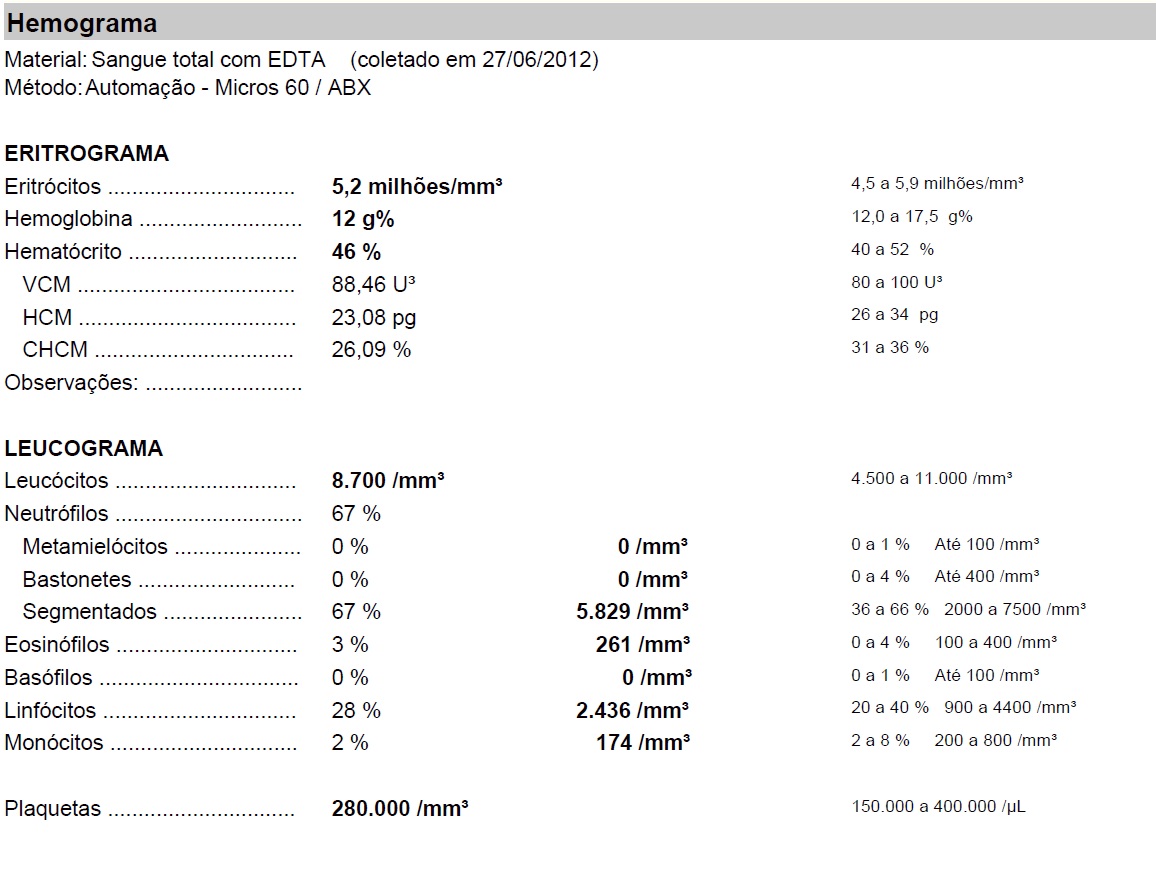 Hemograma
Material: Sangue total com EDTA (coletado em 27/06/2012)
Método: Automação - Micros 60 / ABX
ERITROGRAMA
Eritrócitos ............................... 5,2 milhões/mm³ 4,5 a 5,9 milhões/mm³
Hemoglobina ........................... 12 g% 12,0 a 17,5 g%
Hematócrito ............................ 46 % 40 a 52 %
VCM .................................... 88,46 U³ 80 a 100 U³
HCM .................................... 23,08 pg 26 a 34 pg
CHCM ................................. 26,09 % 31 a 36 %
Observações: ..........................
LEUCOGRAMA
Leucócitos .............................. 8.700 /mm³ 4.500 a 11.000 /mm³
Neutrófilos ............................... 67 %
Metamielócitos ..................... 0 % 0 /mm³ 0 a 1 % Até 100 /mm³
Bastonetes .......................... 0 % 0 /mm³ 0 a 4 % Até 400 /mm³
Segmentados ....................... 67 % 5.829 /mm³ 36 a 66 % 2000 a 7500 /mm³
Eosinófilos .............................. 3 % 261 /mm³ 0 a 4 % 100 a 400 /mm³
Basófilos ................................. 0 % 0 /mm³ 0 a 1 % Até 100 /mm³
Linfócitos ................................ 28 % 2.436 /mm³ 20 a 40 % 900 a 4400 /mm³
Monócitos ............................... 2 % 174 /mm³ 2 a 8 % 200 a 800 /mm³
Plaquetas ............................... 280.000 /mm³ 150.000 a 400.000 /µL